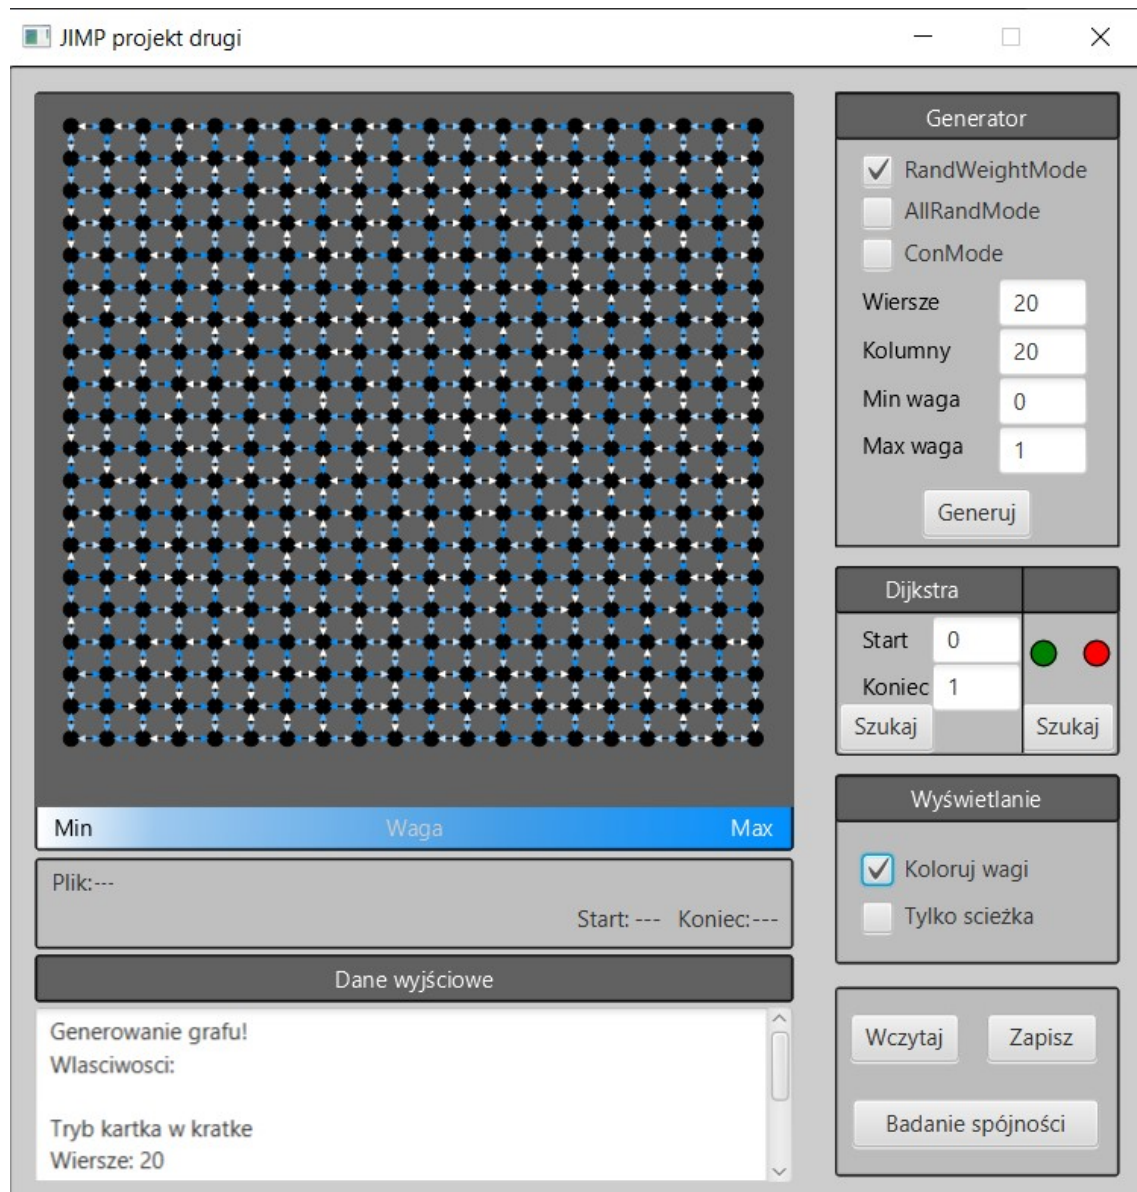 JIMP projekt drugi
Generator
RandWeightMode
AllRandMode
ConMode
Wiersze 20
Kolumny 20
Min waga 0
Max waga 1
Generuj
Dijkstra
Start 0
Koniec 1
Szukaj Szukaj
Wyświetlanie
Koloruj wagi
Tylko scieżka
Wczytaj Zapisz
Badanie spójności
Min Waga Max
Plik:---
Start: --- Koniec:---
Dane wyjściowe
Generowanie grafu!
Wlasciwosci:
Tryb kartka w kratke
Wiersze: 20